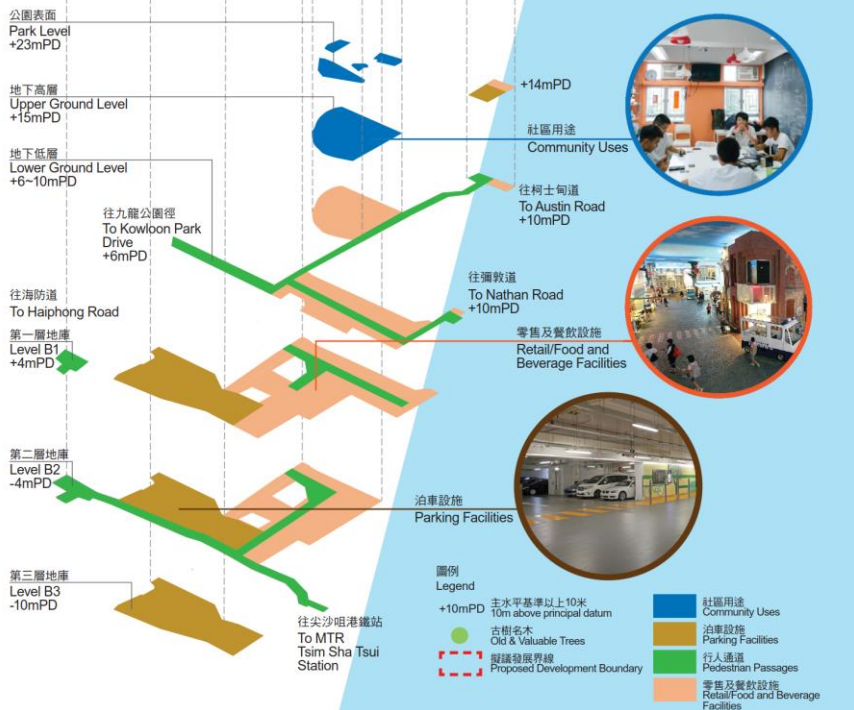 公園表面
Park Level
+23mPD
地下高層
Upper Ground Level
+15mPD
地下低層
Lower Ground Level
+6~10mPD
往九龍公園徑
To Kowloon Park
Drive
+6mPD
往海防道
To Haiphong Road
第一層地庫
Level B1
+4mPD
第二層地庫
Level B2
-4mPD
第三層地庫
Level B3
-10mPD
往尖沙咀港鐵站
To MTR
Tsim Sha Tsui
Station
+14mPD
社區用途
Community Uses
往柯士甸道
To Austin Road
+10mPD
往彌敦道
To Nathan Road
+10mPD
零售及餐飲設施
Retail/Food and
Beverage Facilities
泊車設施
Parking Facilities
圖例
Legend
+10mPD
主水平基準以上10米
10m above principal datum
古樹名木
Old & Valuable Trees
擬議發展界線
Proposed Development Boundary
社區用途
Community Uses
泊車設施
Parking Facilities
行人通道
Pedestrian Passages
零售及餐飲設施
Retail/Food and Beverage
Facilities